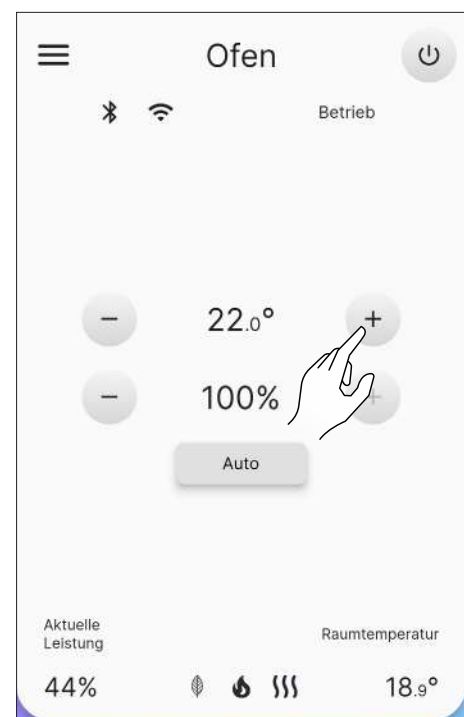 Ofen
Betrieb
− 22.0° +
− 100% +
Auto
Aktuelle
Leistung
Raumtemperatur
44% 18.9°